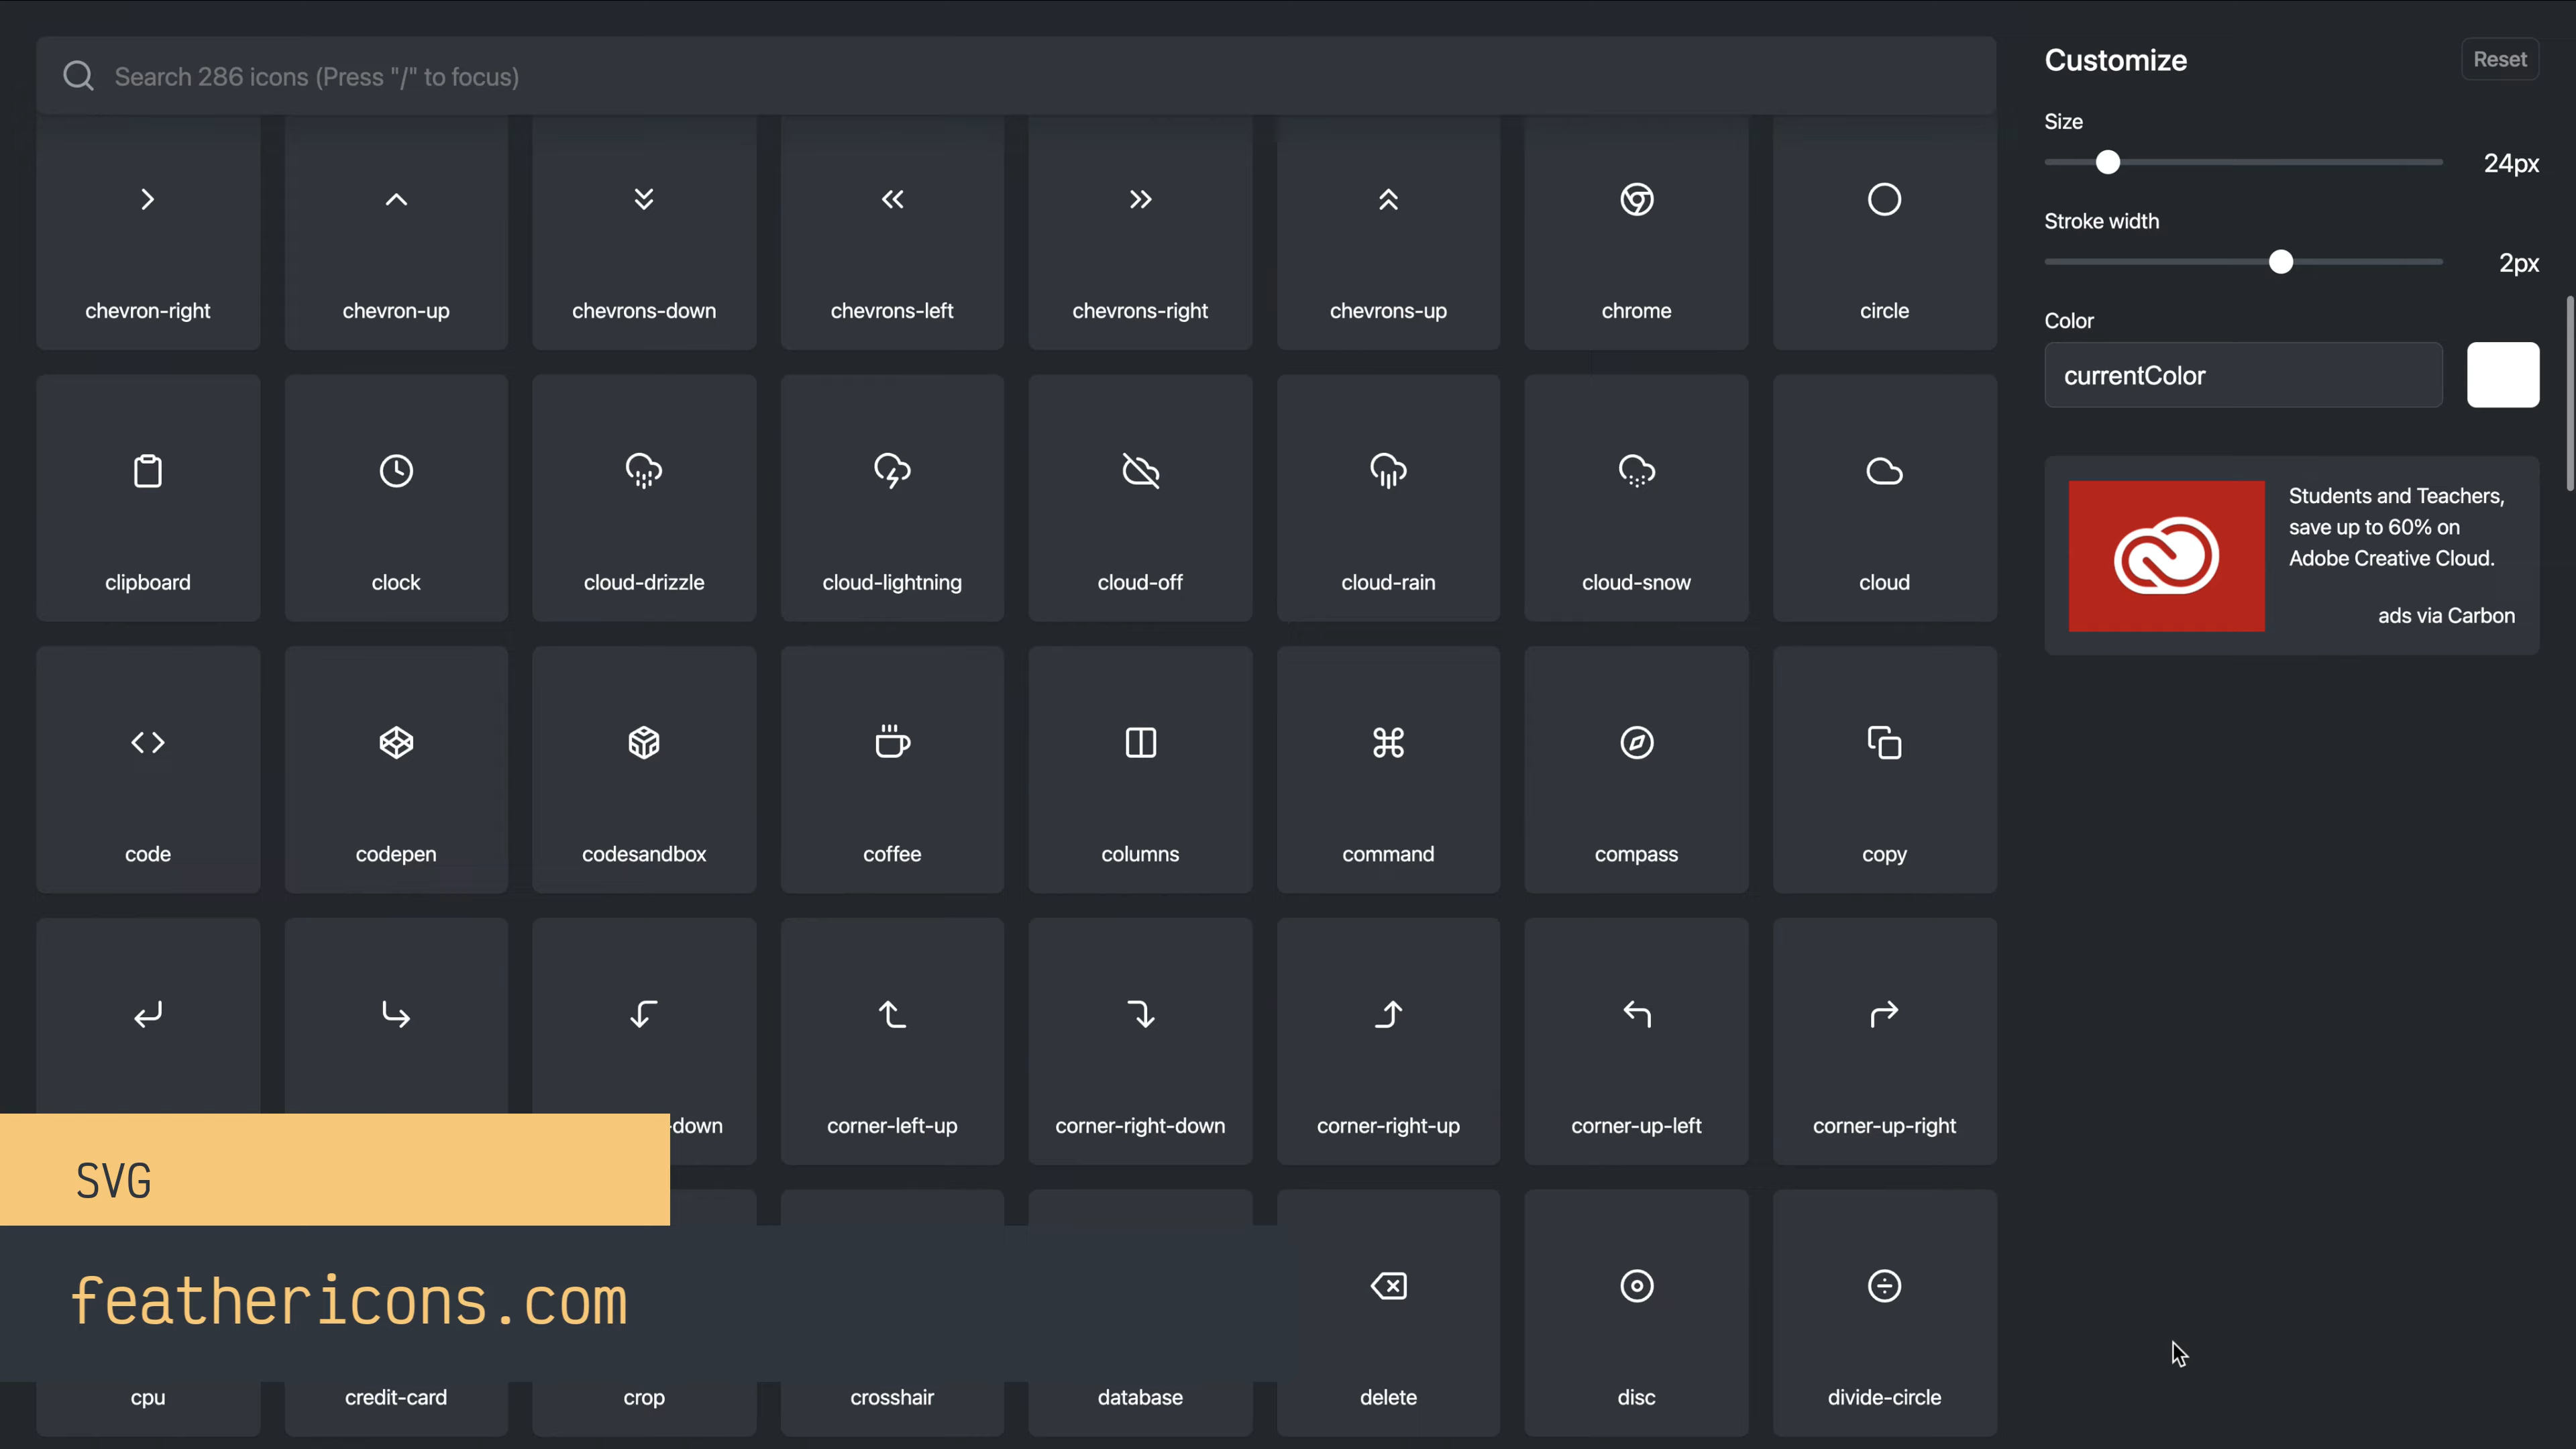 Search 286 icons (Press "/" to focus)
Customize
Reset
Size
24px
Stroke width
2px
Color
currentColor
Students and Teachers,
save up to 60% on
Adobe Creative Cloud.
ads via Carbon
chevron-right
chevron-up
chevrons-down
chevrons-left
chevrons-right
chevrons-up
chrome
circle
clipboard
clock
cloud-drizzle
cloud-lightning
cloud-off
cloud-rain
cloud-snow
cloud
code
codepen
codesandbox
coffee
columns
command
compass
copy
-down
corner-left-up
corner-right-down
corner-right-up
corner-up-left
corner-up-right
SVG
feathericons.com
cpu
credit-card
crop
crosshair
database
delete
disc
divide-circle